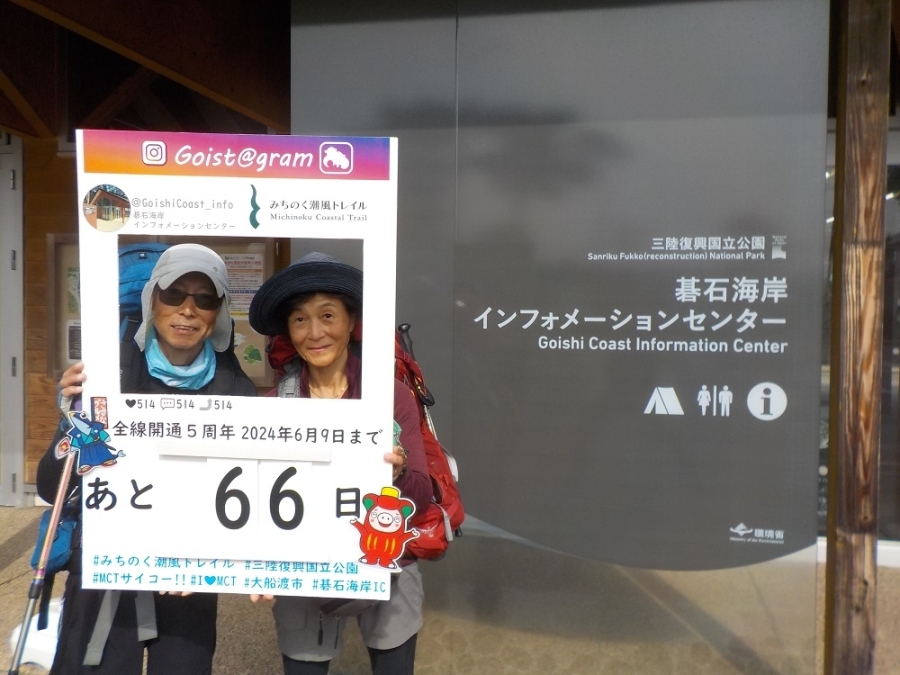 Goist@gram
@GoishiCoast_info
碁石海岸
インフォメーションセンター
みちのく潮風トレイル
Michinoku Coastal Trail
514 514 514
全線開通5周年 2024年6月9日まで
あと 66 日
#みちのく潮風トレイル #三陸復興国立公園
#MCTサイコー!! #I♥MCT #大船渡市 #碁石海岸IC
三陸復興国立公園
Sanriku Fukko(reconstruction) National Park
碁石海岸
インフォメーションセンター
Goishi Coast Information Center
i
環境省
Ministry of the Environment